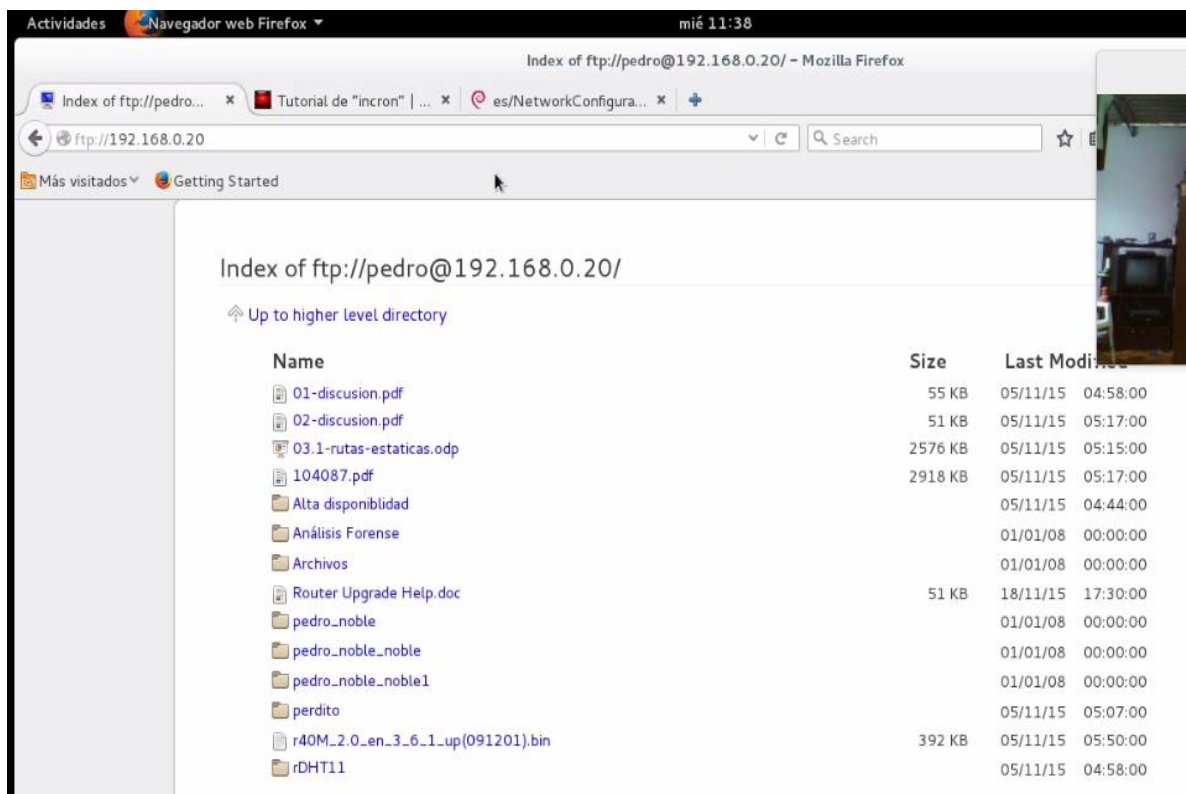 Actividades Navegador web Firefox mié 11:38
Index of ftp://pedro@192.168.0.20/ - Mozilla Firefox
Index of ftp://pedro... Tutorial de "incron" | ... es/NetworkConfigura...
ftp://192.168.0.20 Search
Más visitados Getting Started
Index of ftp://pedro@192.168.0.20/
Up to higher level directory
Name Size Last Modified
01-discusion.pdf 55 KB 05/11/15 04:58:00
02-discusion.pdf 51 KB 05/11/15 05:17:00
03.1-rutas-estaticas.odp 2576 KB 05/11/15 05:15:00
104087.pdf 2918 KB 05/11/15 05:17:00
Alta disponiblidad 05/11/15 04:44:00
Análisis Forense 01/01/08 00:00:00
Archivos 01/01/08 00:00:00
Router Upgrade Help.doc 51 KB 18/11/15 17:30:00
pedro_noble 01/01/08 00:00:00
pedro_noble_noble 01/01/08 00:00:00
pedro_noble_noble1 01/01/08 00:00:00
perdito 05/11/15 05:07:00
r40M_2.0_en_3_6_1_up(091201).bin 392 KB 05/11/15 05:50:00
rDHT11 05/11/15 04:58:00